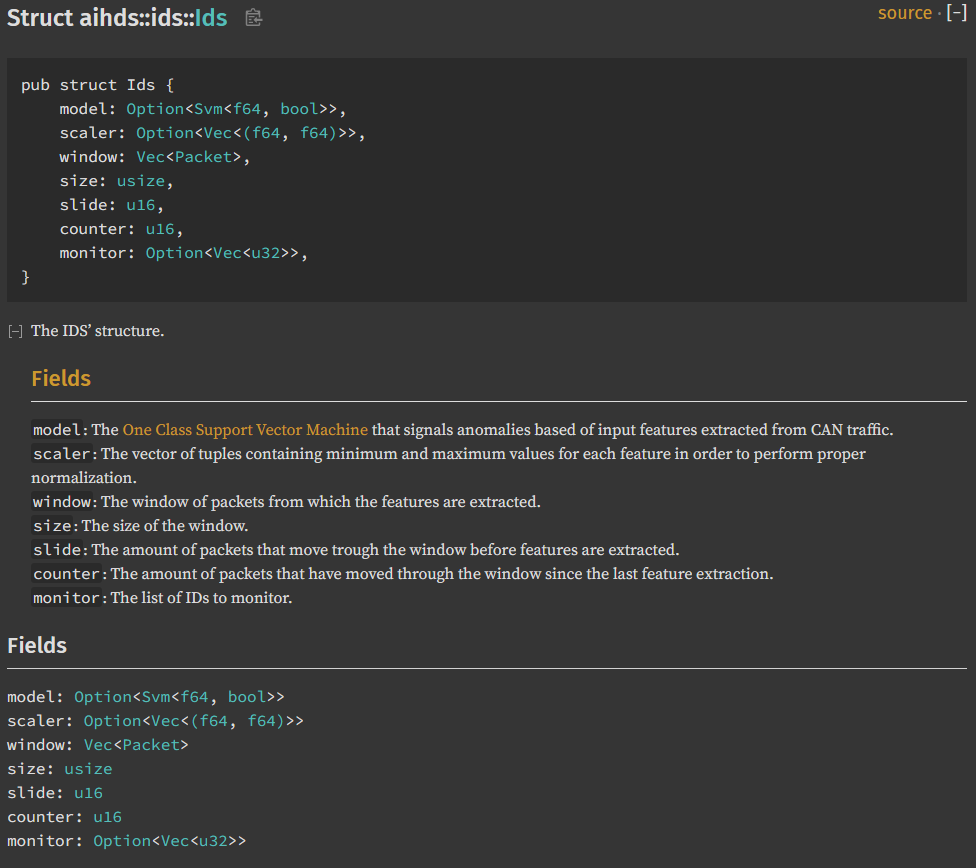 Struct aihds::ids::Ids
source · [−]
pub struct Ids {
    model: Option<Svm<f64, bool>>,
    scaler: Option<Vec<(f64, f64)>>,
    window: Vec<Packet>,
    size: usize,
    slide: u16,
    counter: u16,
    monitor: Option<Vec<u32>>,
}
[−] The IDS’ structure.
Fields
model: The One Class Support Vector Machine that signals anomalies based of input features extracted from CAN traffic.
scaler: The vector of tuples containing minimum and maximum values for each feature in order to perform proper
normalization.
window: The window of packets from which the features are extracted.
size: The size of the window.
slide: The amount of packets that move trough the window before features are extracted.
counter: The amount of packets that have moved through the window since the last feature extraction.
monitor: The list of IDs to monitor.
Fields
model: Option<Svm<f64, bool>>
scaler: Option<Vec<(f64, f64)>>
window: Vec<Packet>
size: usize
slide: u16
counter: u16
monitor: Option<Vec<u32>>